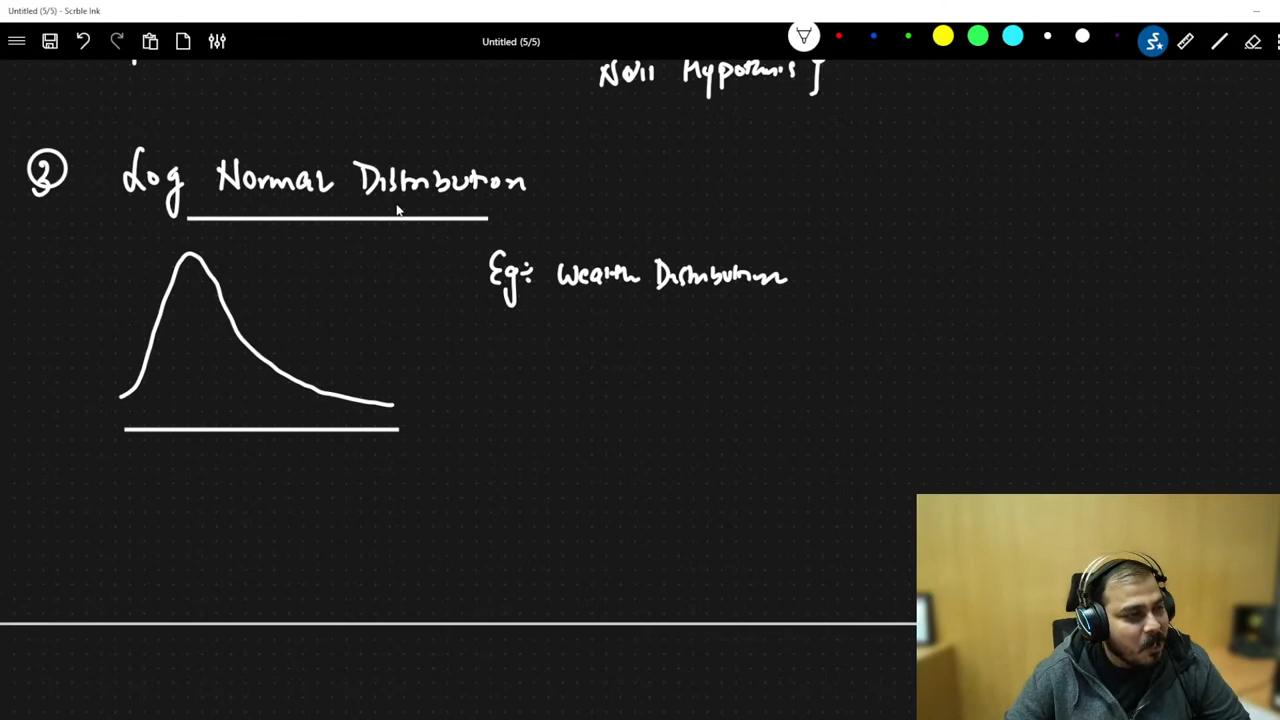 Untitled (5/5) - Scrble Ink
Untitled (5/5)
Null Hypothesis ]
③ Log Normal Distribution
Eg:- Wealth Distribution